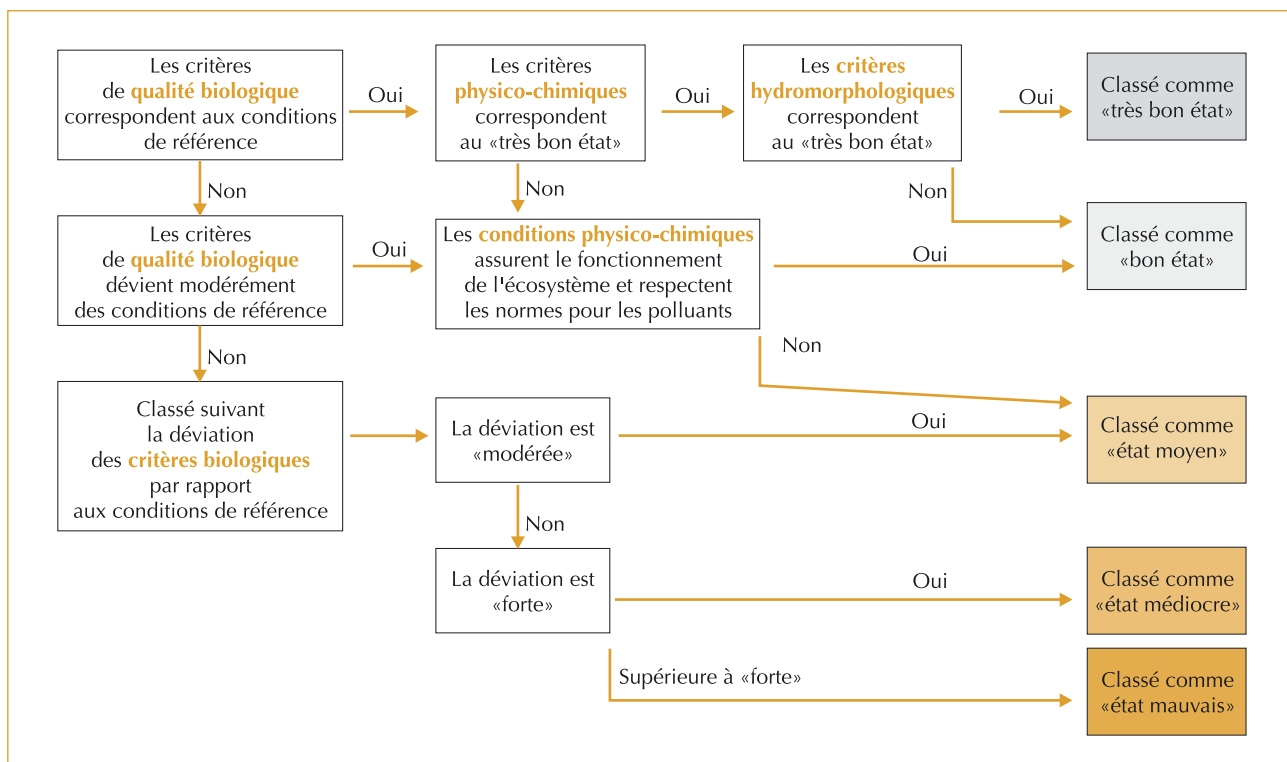 Les critères
de qualité biologique
correspondent aux conditions
de référence
Oui
Les critères
physico-chimiques
correspondent
au «très bon état»
Oui
Les critères
hydromorphologiques
correspondent
au «très bon état»
Oui
Classé comme
«très bon état»
Non
Non
Non
Les critères
de qualité biologique
dévient modérément
des conditions de référence
Oui
Les conditions physico-chimiques
assurent le fonctionnement
de l'écosystème et respectent
les normes pour les polluants
Oui
Classé comme
«bon état»
Non
Non
Classé suivant
la déviation
des critères biologiques
par rapport
aux conditions de référence
La déviation est
«modérée»
Oui
Classé comme
«état moyen»
Non
La déviation est
«forte»
Oui
Classé comme
«état médiocre»
Supérieure à «forte»
Classé comme
«état mauvais»